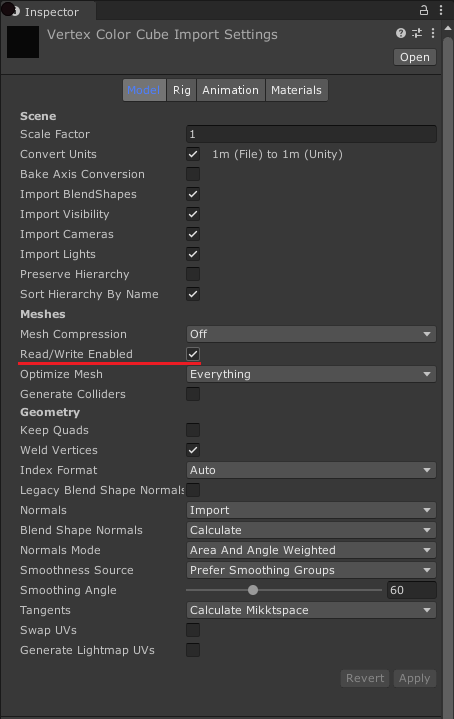 Inspector
Vertex Color Cube Import Settings
Open
Model Rig Animation Materials
Scene
Scale Factor 1
Convert Units 1m (File) to 1m (Unity)
Bake Axis Conversion
Import BlendShapes
Import Visibility
Import Cameras
Import Lights
Preserve Hierarchy
Sort Hierarchy By Name
Meshes
Mesh Compression Off
Read/Write Enabled
Optimize Mesh Everything
Generate Colliders
Geometry
Keep Quads
Weld Vertices
Index Format Auto
Legacy Blend Shape Normals
Normals Import
Blend Shape Normals Calculate
Normals Mode Area And Angle Weighted
Smoothness Source Prefer Smoothing Groups
Smoothing Angle 60
Tangents Calculate Mikktspace
Swap UVs
Generate Lightmap UVs
Revert Apply